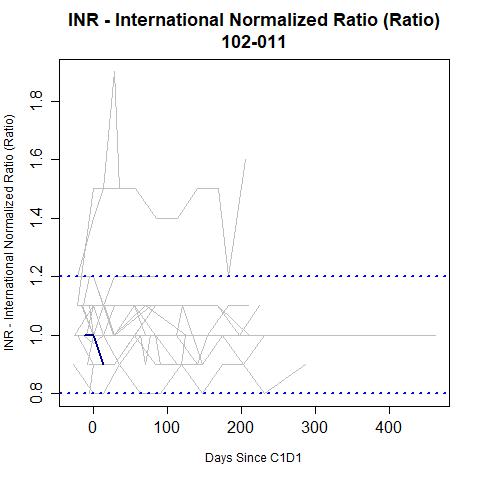 INR - International Normalized Ratio (Ratio)
102-011
INR - International Normalized Ratio (Ratio)
1.8
1.6
1.4
1.2
1.0
0.8
0 100 200 300 400
Days Since C1D1